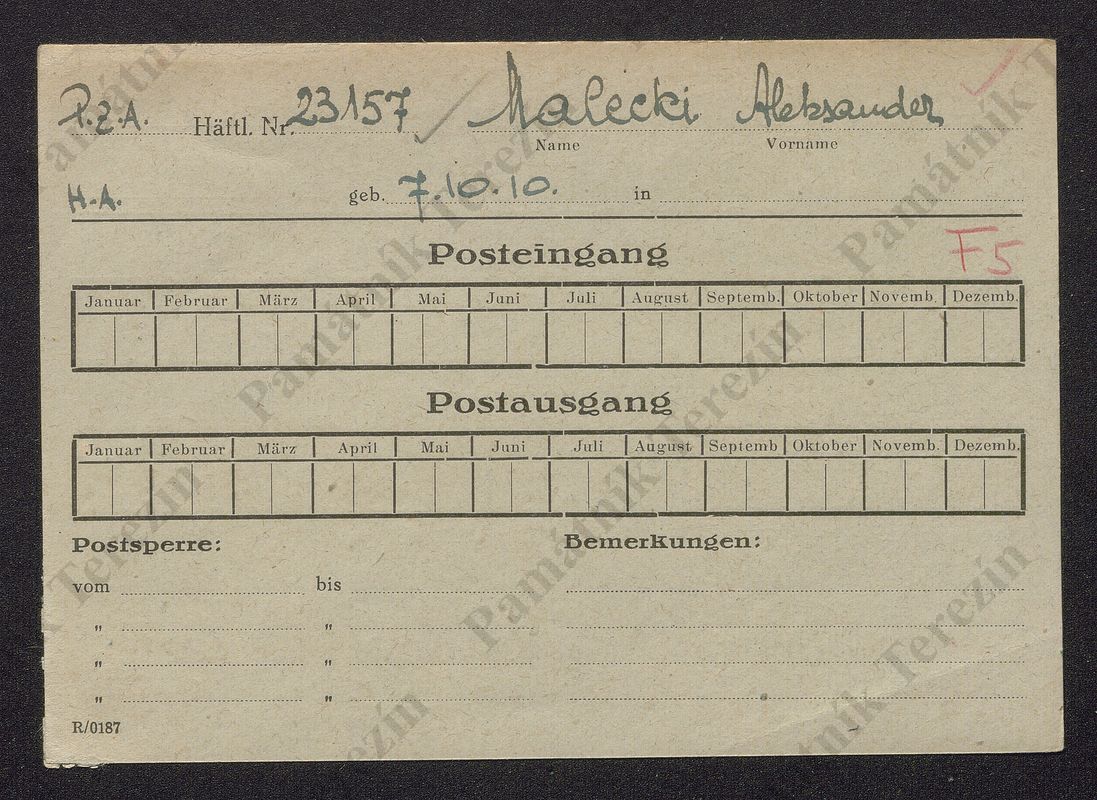 P.Z.A. Häftl. Nr. 23157 Malecki Aleksander
Name Vorname
H.A. geb. 7.10.10. in
Posteingang
F5
Januar Februar März April Mai Juni Juli August Septemb. Oktober Novemb. Dezemb.
Postausgang
Januar Februar März April Mai Juni Juli August Septemb Oktober Novemb. Dezemb.
Postsperre: Bemerkungen:
vom bis
" "
" "
" "
R/0187
Památník Terezín